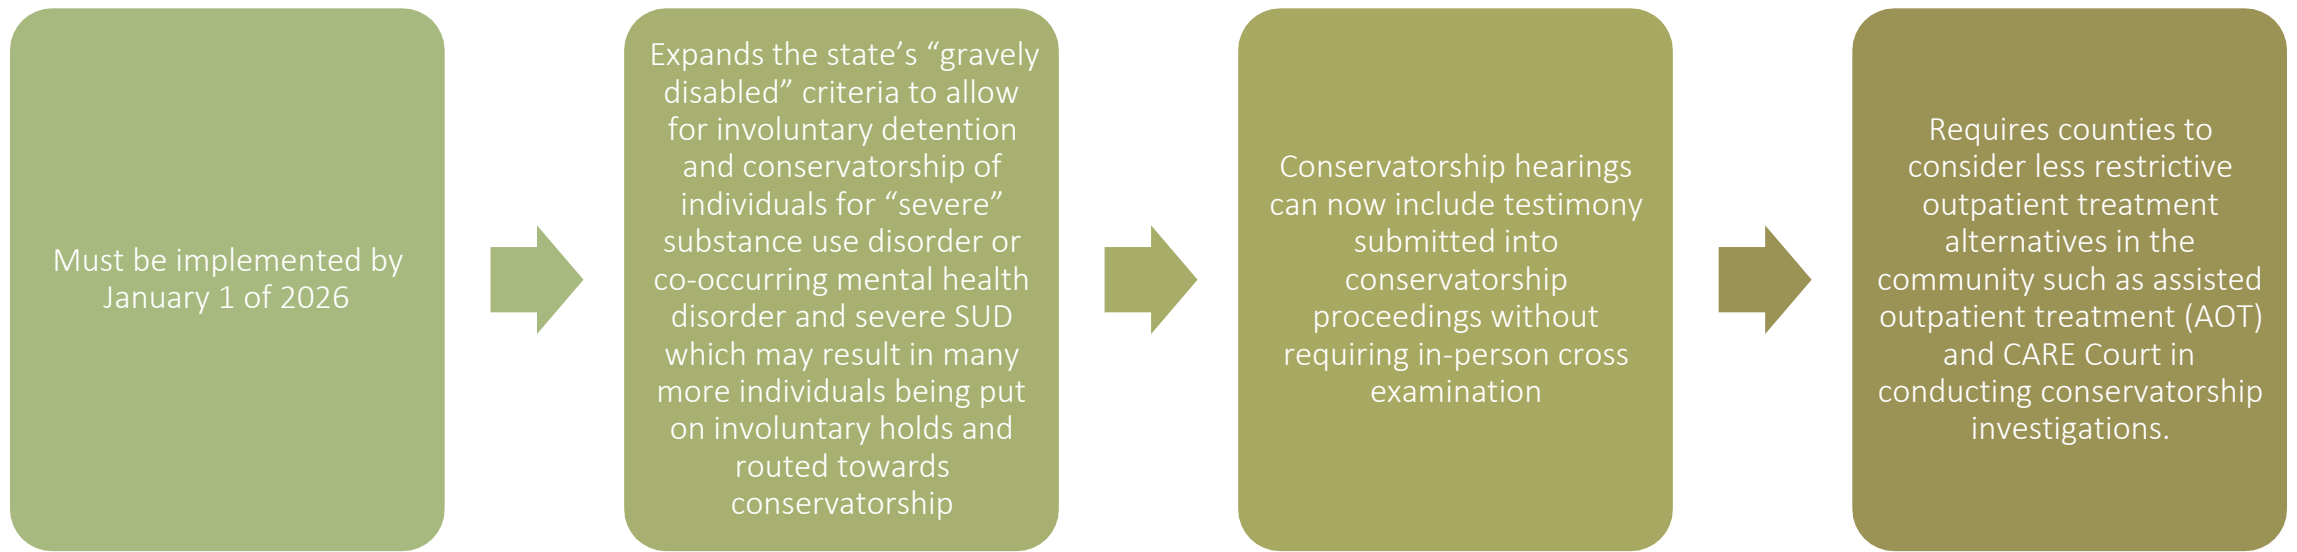 Must be implemented by
January 1 of 2026
Expands the state’s “gravely
disabled” criteria to allow
for involuntary detention
and conservatorship of
individuals for “severe”
substance use disorder or
co-occurring mental health
disorder and severe SUD
which may result in many
more individuals being put
on involuntary holds and
routed towards
conservatorship
Conservatorship hearings
can now include testimony
submitted into
conservatorship
proceedings without
requiring in-person cross
examination
Requires counties to
consider less restrictive
outpatient treatment
alternatives in the
community such as assisted
outpatient treatment (AOT)
and CARE Court in
conducting conservatorship
investigations.